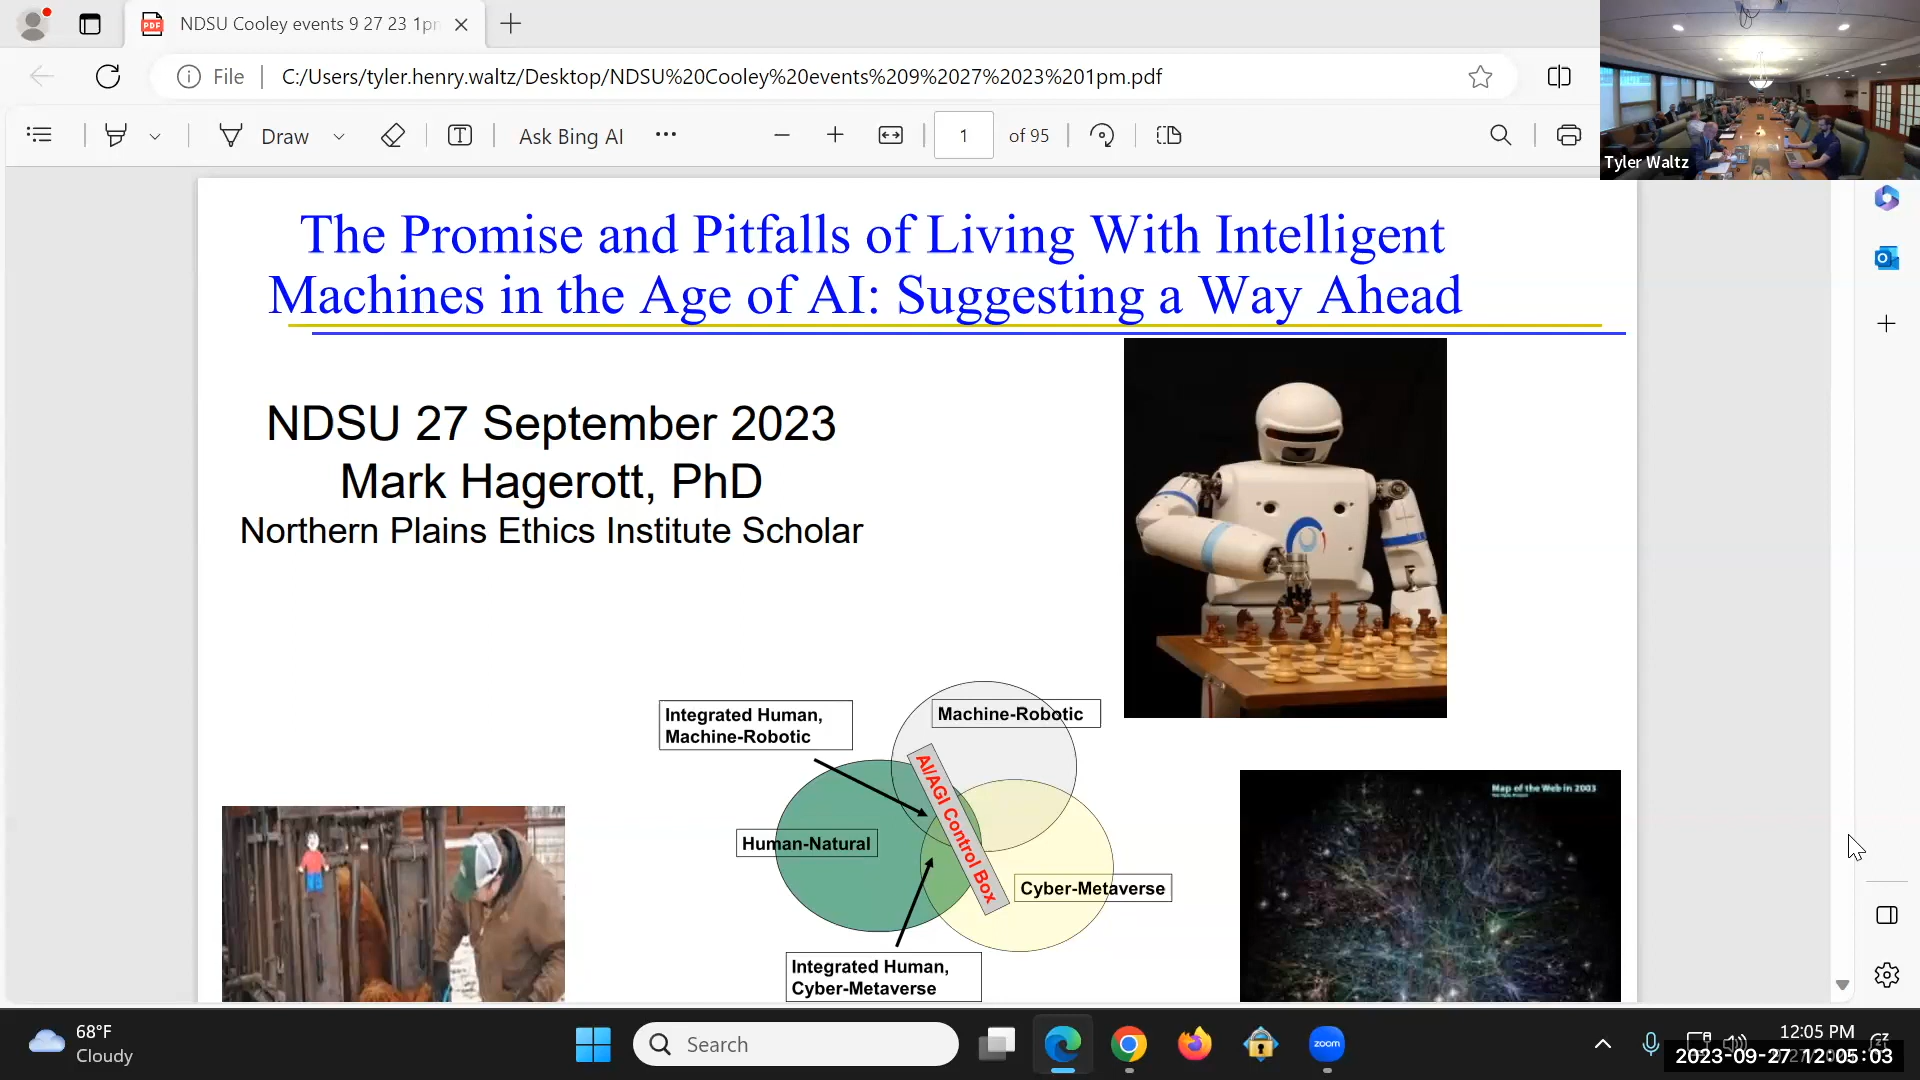 NDSU Cooley events 9 27 23 1pm
File
C:/Users/tyler.henry.waltz/Desktop/NDSU%20Cooley%20events%209%2027%2023%201pm.pdf
Draw
Ask Bing AI
1
of 95
Tyler Waltz
The Promise and Pitfalls of Living With Intelligent
Machines in the Age of AI: Suggesting a Way Ahead
NDSU 27 September 2023
Mark Hagerott, PhD
Northern Plains Ethics Institute Scholar
Integrated Human,
Machine-Robotic
Machine-Robotic
AI/AGI Control Box
Human-Natural
Cyber-Metaverse
Integrated Human,
Cyber-Metaverse
Map of the Web in 2003
68°F
Cloudy
Search
zoom
12:05 PM
2023-09-27 12:05:03